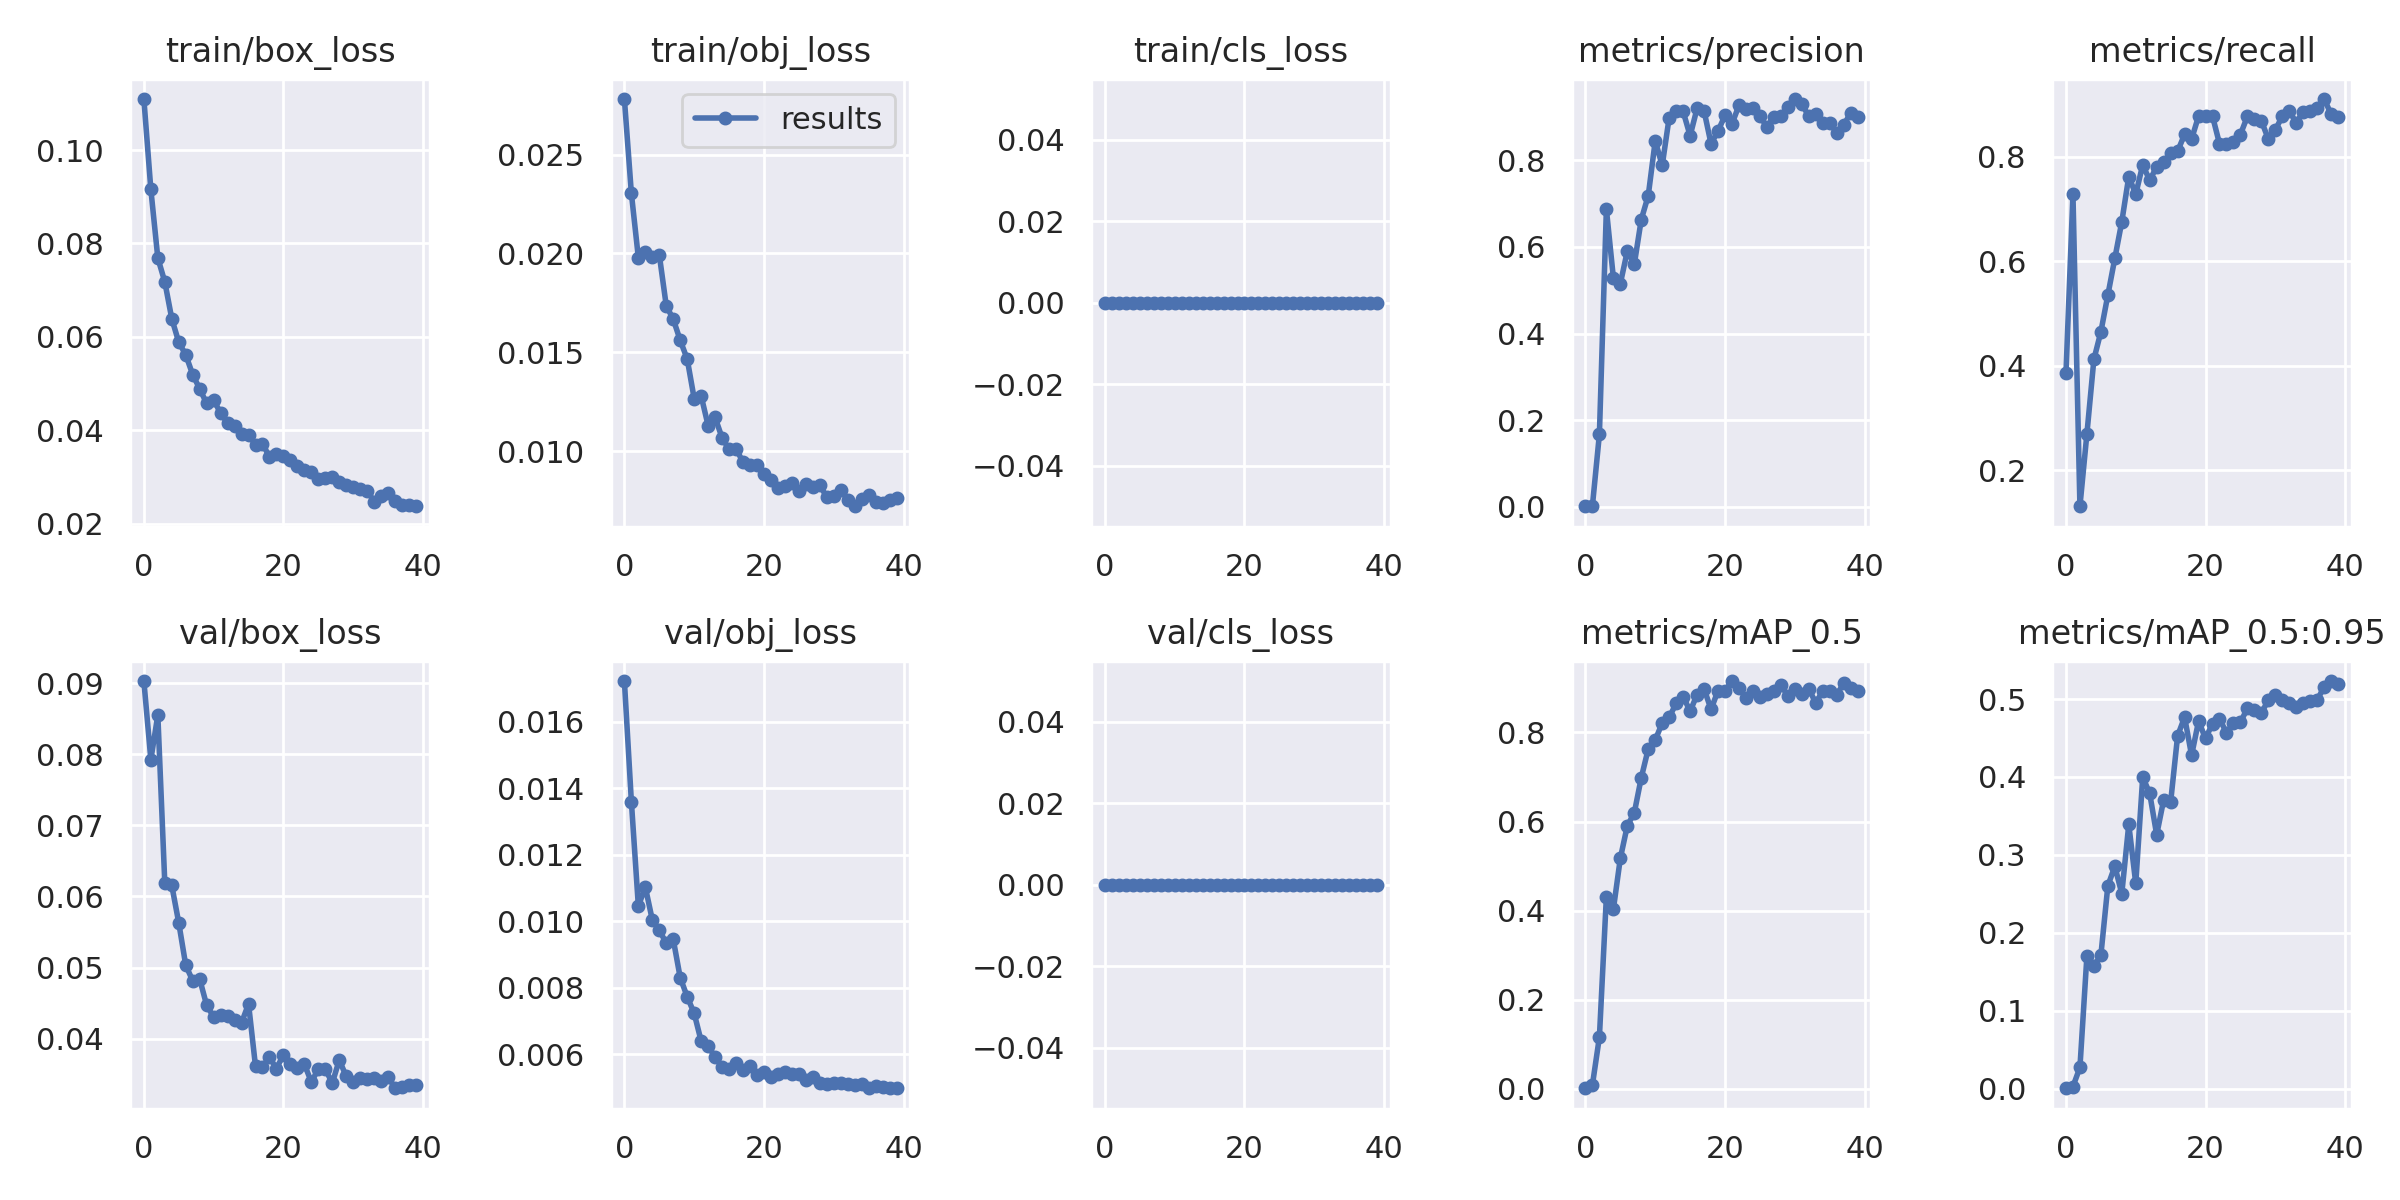 train/box_loss
0.10
0.08
0.06
0.04
0.02
0 20 40
train/obj_loss
results
0.025
0.020
0.015
0.010
0 20 40
train/cls_loss
0.04
0.02
0.00
−0.02
−0.04
0 20 40
metrics/precision
0.8
0.6
0.4
0.2
0.0
0 20 40
metrics/recall
0.8
0.6
0.4
0.2
0 20 40
val/box_loss
0.09
0.08
0.07
0.06
0.05
0.04
0 20 40
val/obj_loss
0.016
0.014
0.012
0.010
0.008
0.006
0 20 40
val/cls_loss
0.04
0.02
0.00
−0.02
−0.04
0 20 40
metrics/mAP_0.5
0.8
0.6
0.4
0.2
0.0
0 20 40
metrics/mAP_0.5:0.95
0.5
0.4
0.3
0.2
0.1
0.0
0 20 40